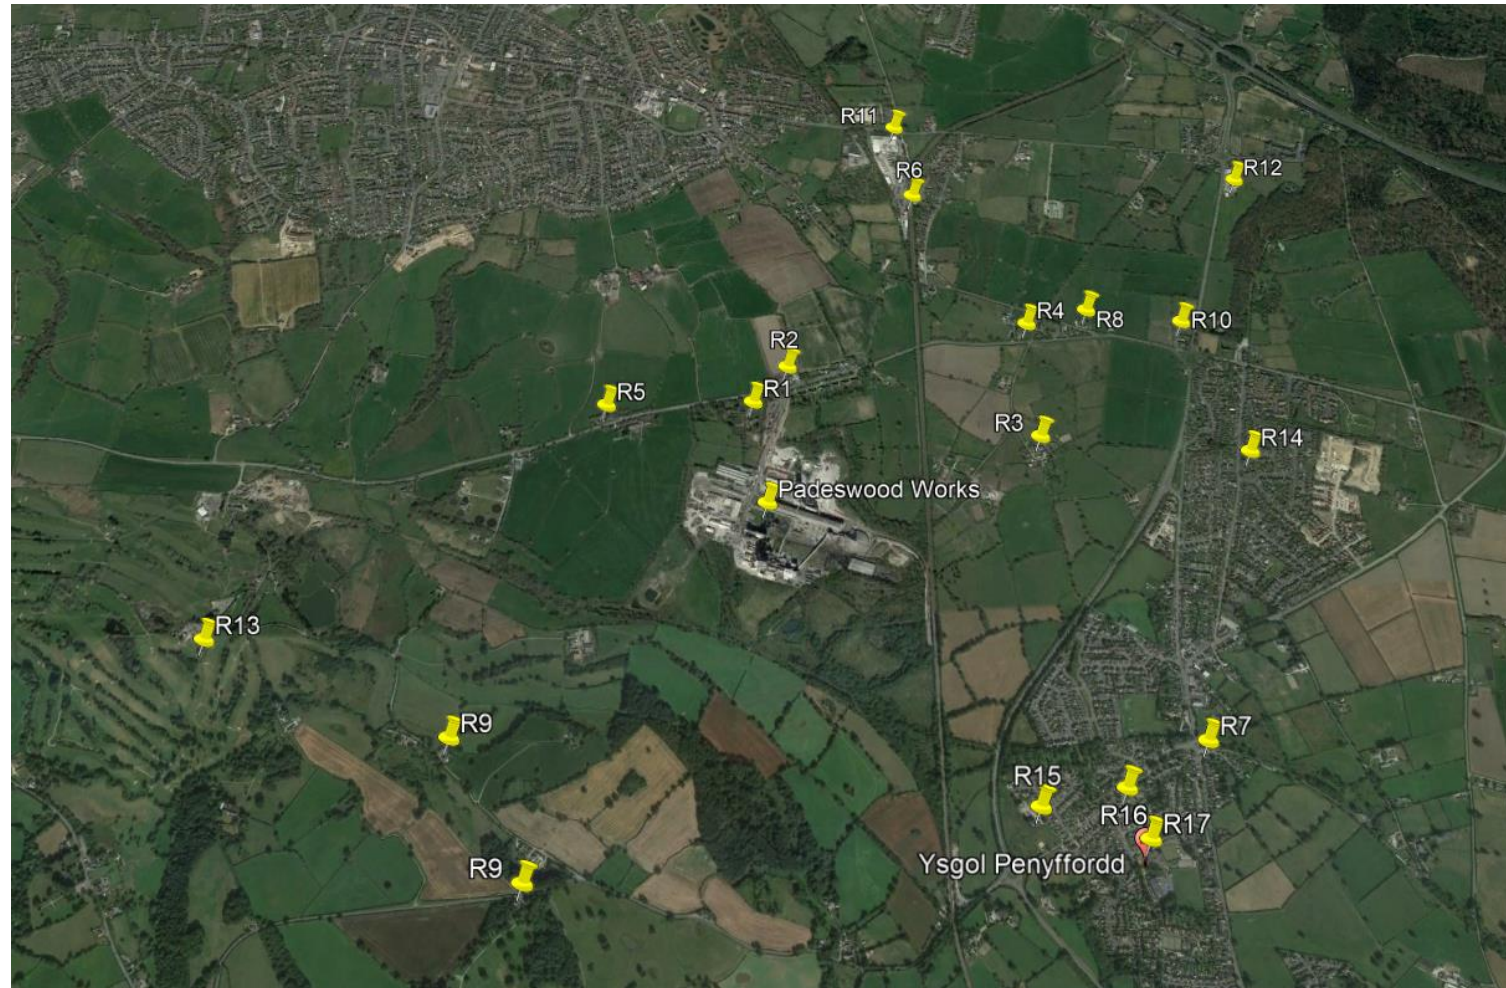 R11
R6
R12
R4
R8
R10
R2
R5
R1
R3
R14
Padeswood Works
R13
R9
R7
R15
R16
R17
Ysgol Penyffordd
R9